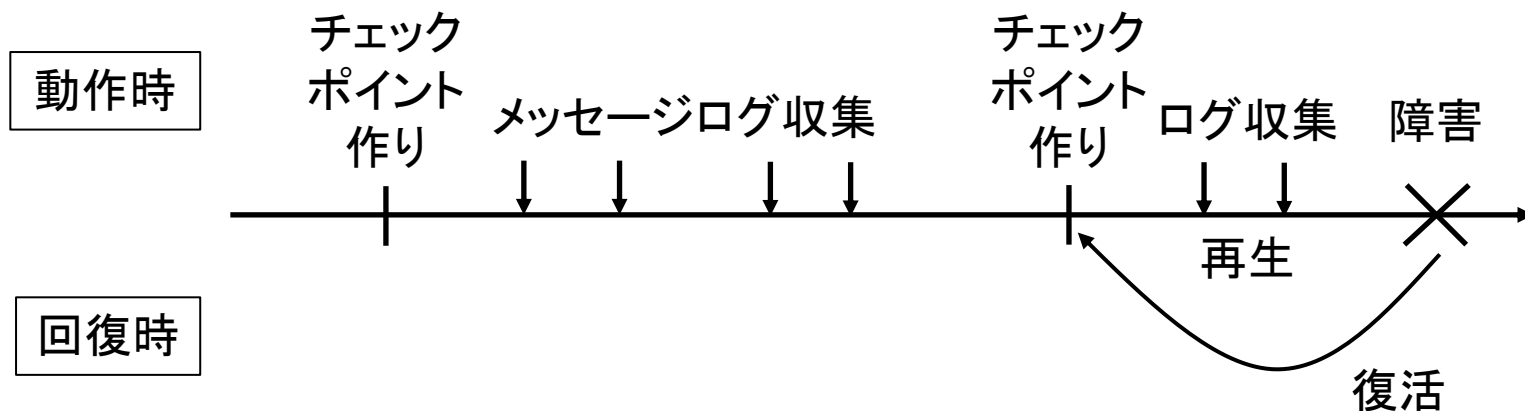 動作時
チェック
ポイント
作り
メッセージログ収集
チェック
ポイント
作り
ログ収集
障害
再生
回復時
復活